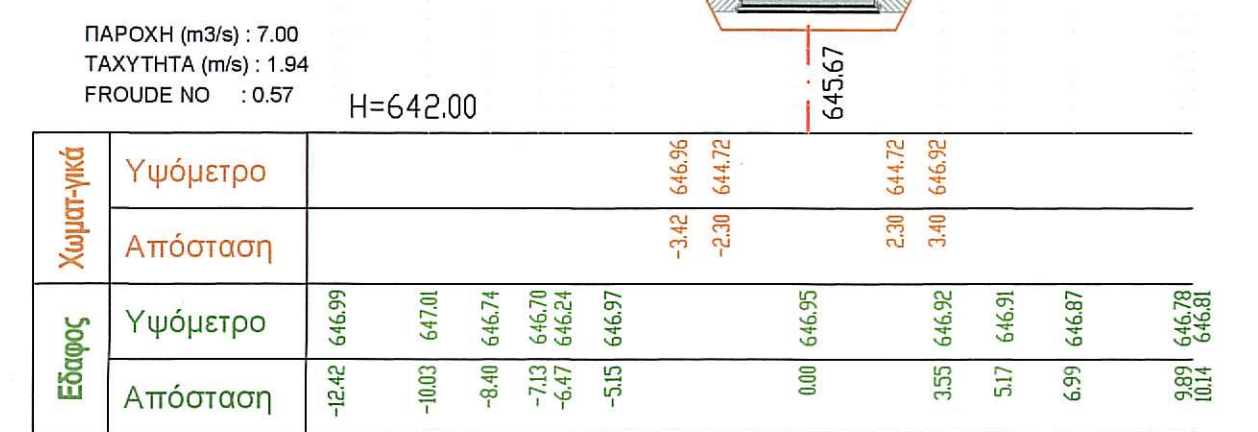 ΠΑΡΟΧΗ (m3/s) : 7.00
ΤΑΧΥΤΗΤΑ (m/s) : 1.94
FROUDE NO : 0.57
H=642.00
645.67
Χωματ-γικά
Υψόμετρο 646.96 644.72 644.72 646.92
Απόσταση -3.42 -2.30 2.30 3.40
Εδαφος
Υψόμετρο 646.99 647.01 646.74 646.70 646.24 646.97 646.95 646.92 646.91 646.87 646.78 646.81
Απόσταση -12.42 -10.03 -8.40 -7.13 -6.47 -5.15 0.00 3.55 5.17 6.99 9.89 10.14